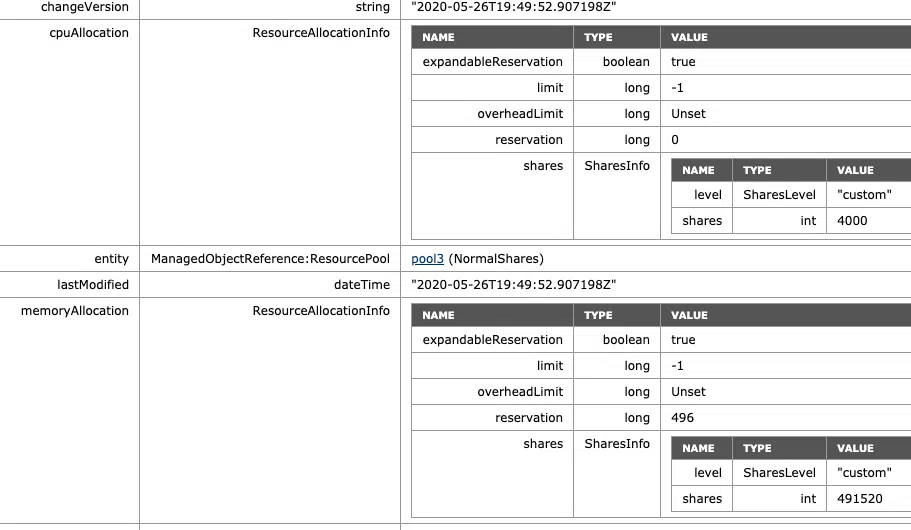 changeVersion string "2020-05-26T19:49:52.907198Z"
cpuAllocation ResourceAllocationInfo
NAME TYPE VALUE
expandableReservation boolean true
limit long -1
overheadLimit long Unset
reservation long 0
shares SharesInfo
NAME TYPE VALUE
level SharesLevel "custom"
shares int 4000
entity ManagedObjectReference:ResourcePool pool3 (NormalShares)
lastModified dateTime "2020-05-26T19:49:52.907198Z"
memoryAllocation ResourceAllocationInfo
NAME TYPE VALUE
expandableReservation boolean true
limit long -1
overheadLimit long Unset
reservation long 496
shares SharesInfo
NAME TYPE VALUE
level SharesLevel "custom"
shares int 491520